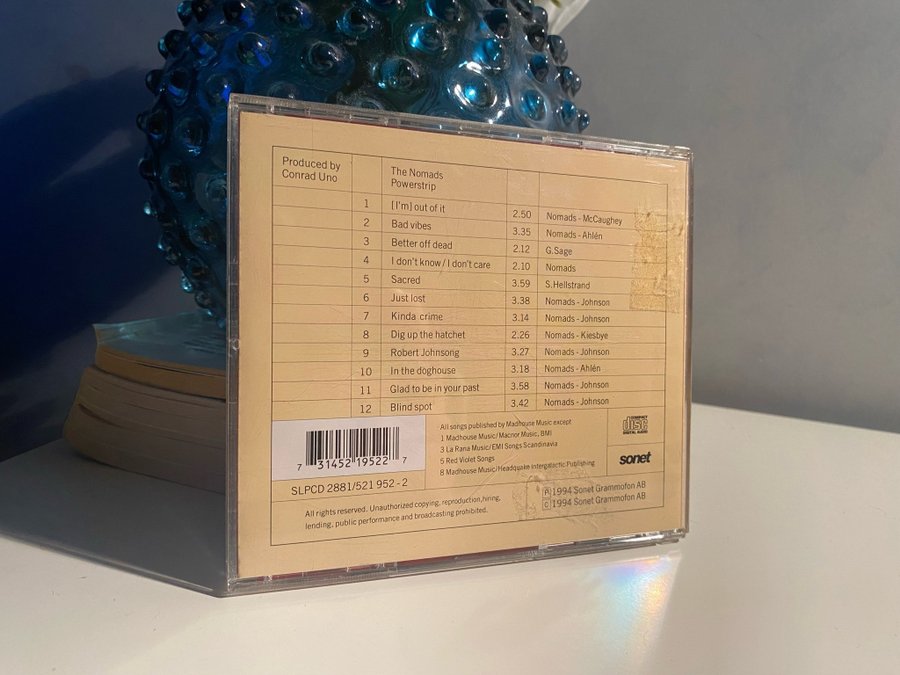 Produced by
Conrad Uno
The Nomads
Powerstrip
1 [I'm] out of it 2.50 Nomads - McCaughey
2 Bad vibes 3.35 Nomads - Ahlén
3 Better off dead 2.12 G.Sage
4 I don't know / I don't care 2.10 Nomads
5 Sacred 3.59 S.Hellstrand
6 Just lost 3.38 Nomads - Johnson
7 Kinda crime 3.14 Nomads - Johnson
8 Dig up the hatchet 2.26 Nomads - Kiesbye
9 Robert Johnsong 3.27 Nomads - Johnson
10 In the doghouse 3.18 Nomads - Ahlén
11 Glad to be in your past 3.58 Nomads - Johnson
12 Blind spot 3.42 Nomads - Johnson
All songs published by Madhouse Music except
1 Madhouse Music/ Macnor Music, BMI
3 La Rana Music/ EMI Songs Scandinavia
5 Red Violet Songs
8 Madhouse Music/Headquake Intergalactic Publishing
COMPACT
disc
DIGITAL AUDIO
sonet
7 31452 19522 7
SLPCD 2881/521 952 - 2
All rights reserved. Unauthorized copying, reproduction,hiring,
lending, public performance and broadcasting prohibited.
P 1994 Sonet Grammofon AB
C 1994 Sonet Grammofon AB